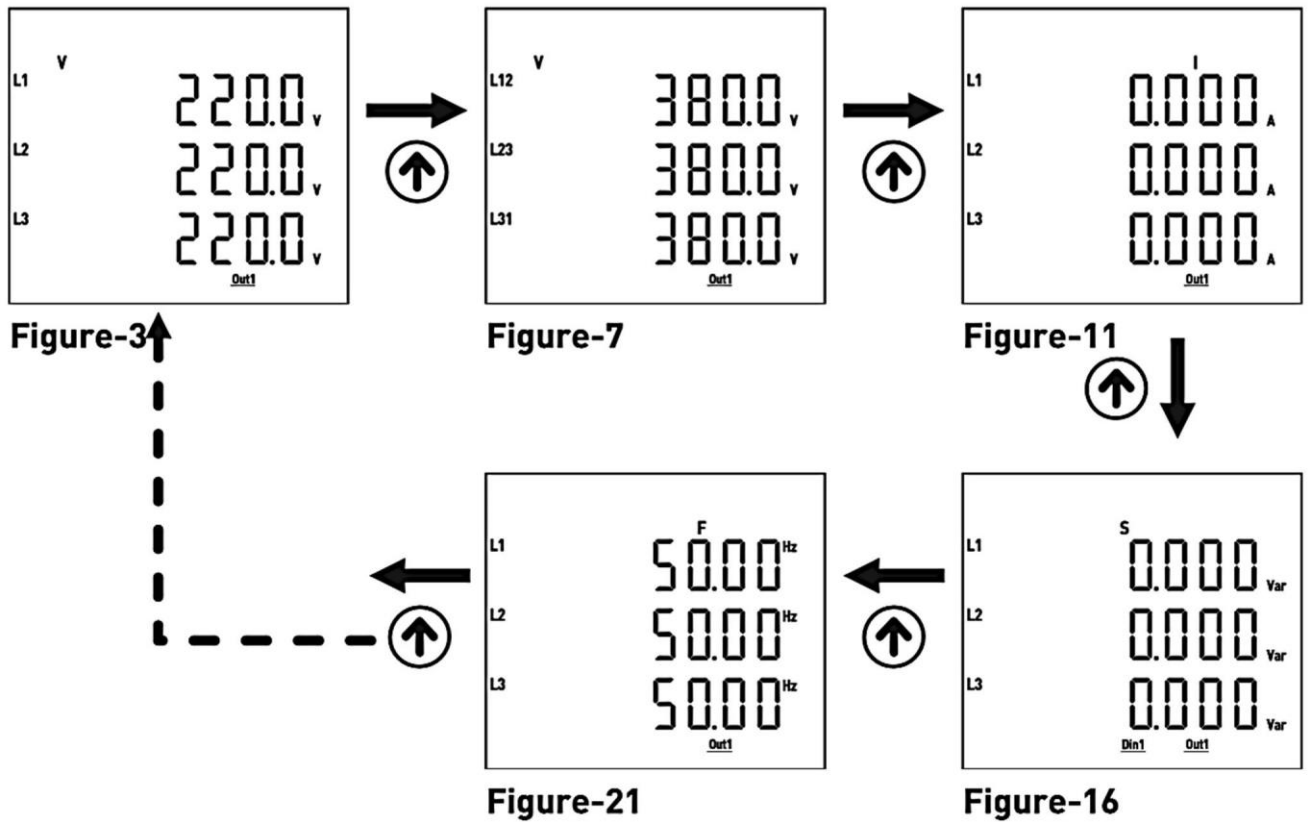 V
L1 220.0 V
L2 220.0 V
L3 220.0 V
Out1
Figure-3
V
L12 380.0 V
L23 380.0 V
L31 380.0 V
Out1
Figure-7
I
L1 0.000 A
L2 0.000 A
L3 0.000 A
Out1
Figure-11
F
L1 50.00 Hz
L2 50.00 Hz
L3 50.00 Hz
Out1
Figure-21
S
L1 0.000 Var
L2 0.000 Var
L3 0.000 Var
Din1 Out1
Figure-16